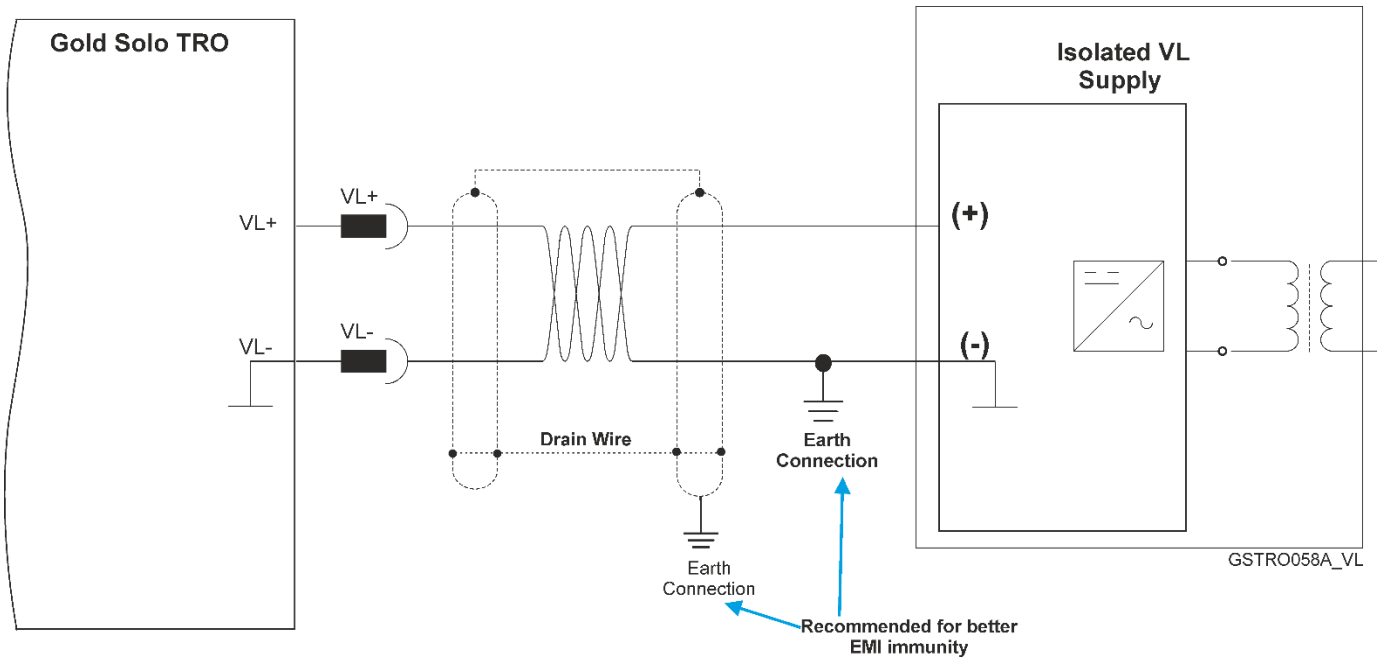 Gold Solo TRO
Isolated VL
Supply
VL+
VL+
(+)
VL-
VL-
(-)
Drain Wire
Earth
Connection
Earth
Connection
GSTRO058A_VL
Recommended for better
EMI immunity